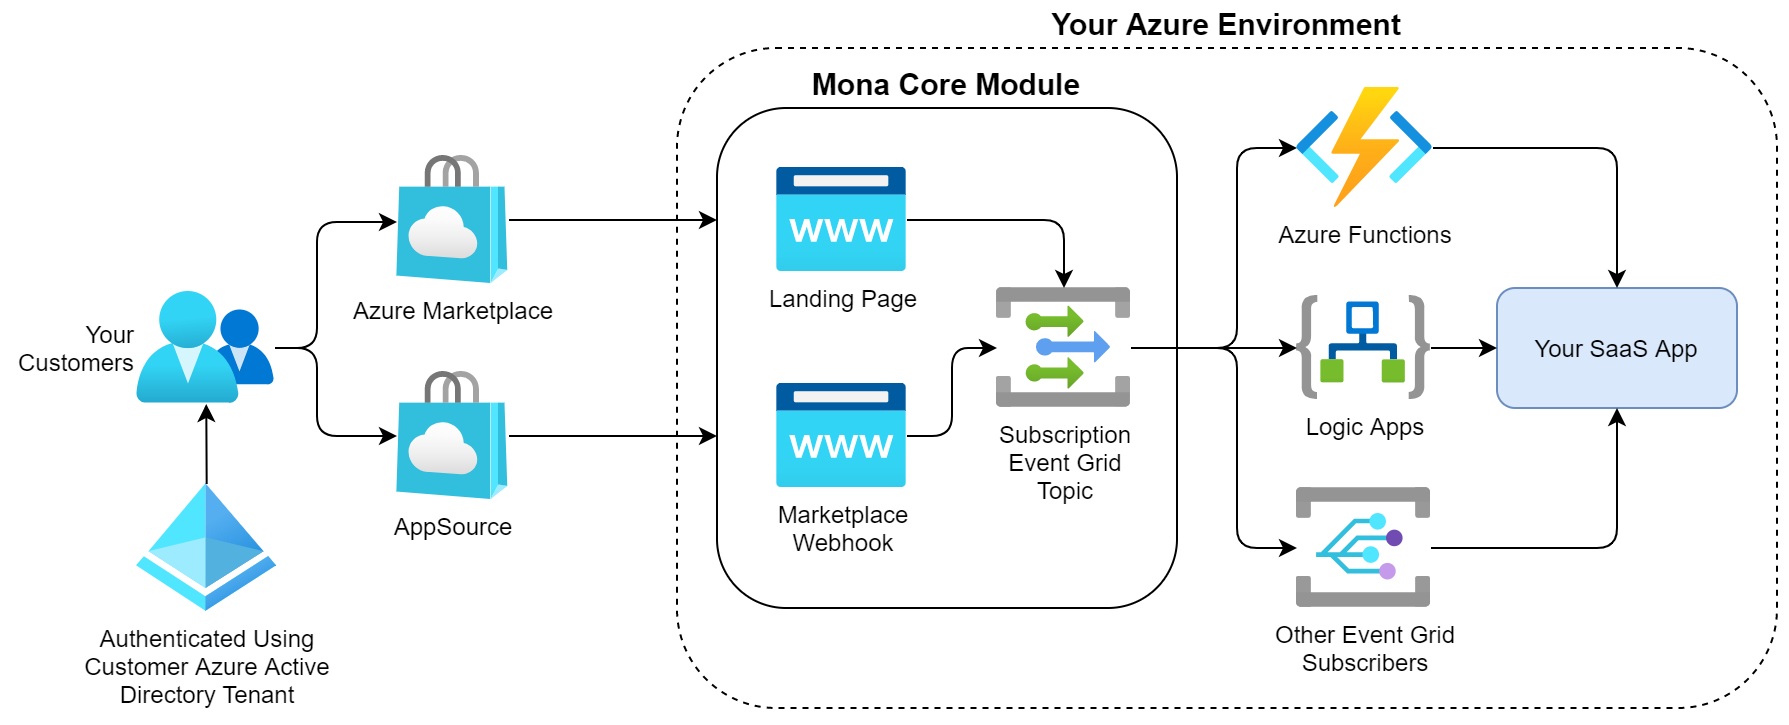 Your Azure Environment
Mona Core Module
www
Azure Functions
Landing Page
Azure Marketplace
Your
Customers
Your SaaS App
www
Logic Apps
Subscription
Event Grid
Topic
AppSource
Marketplace
Webhook
Authenticated Using
Customer Azure Active
Directory Tenant
Other Event Grid
Subscribers